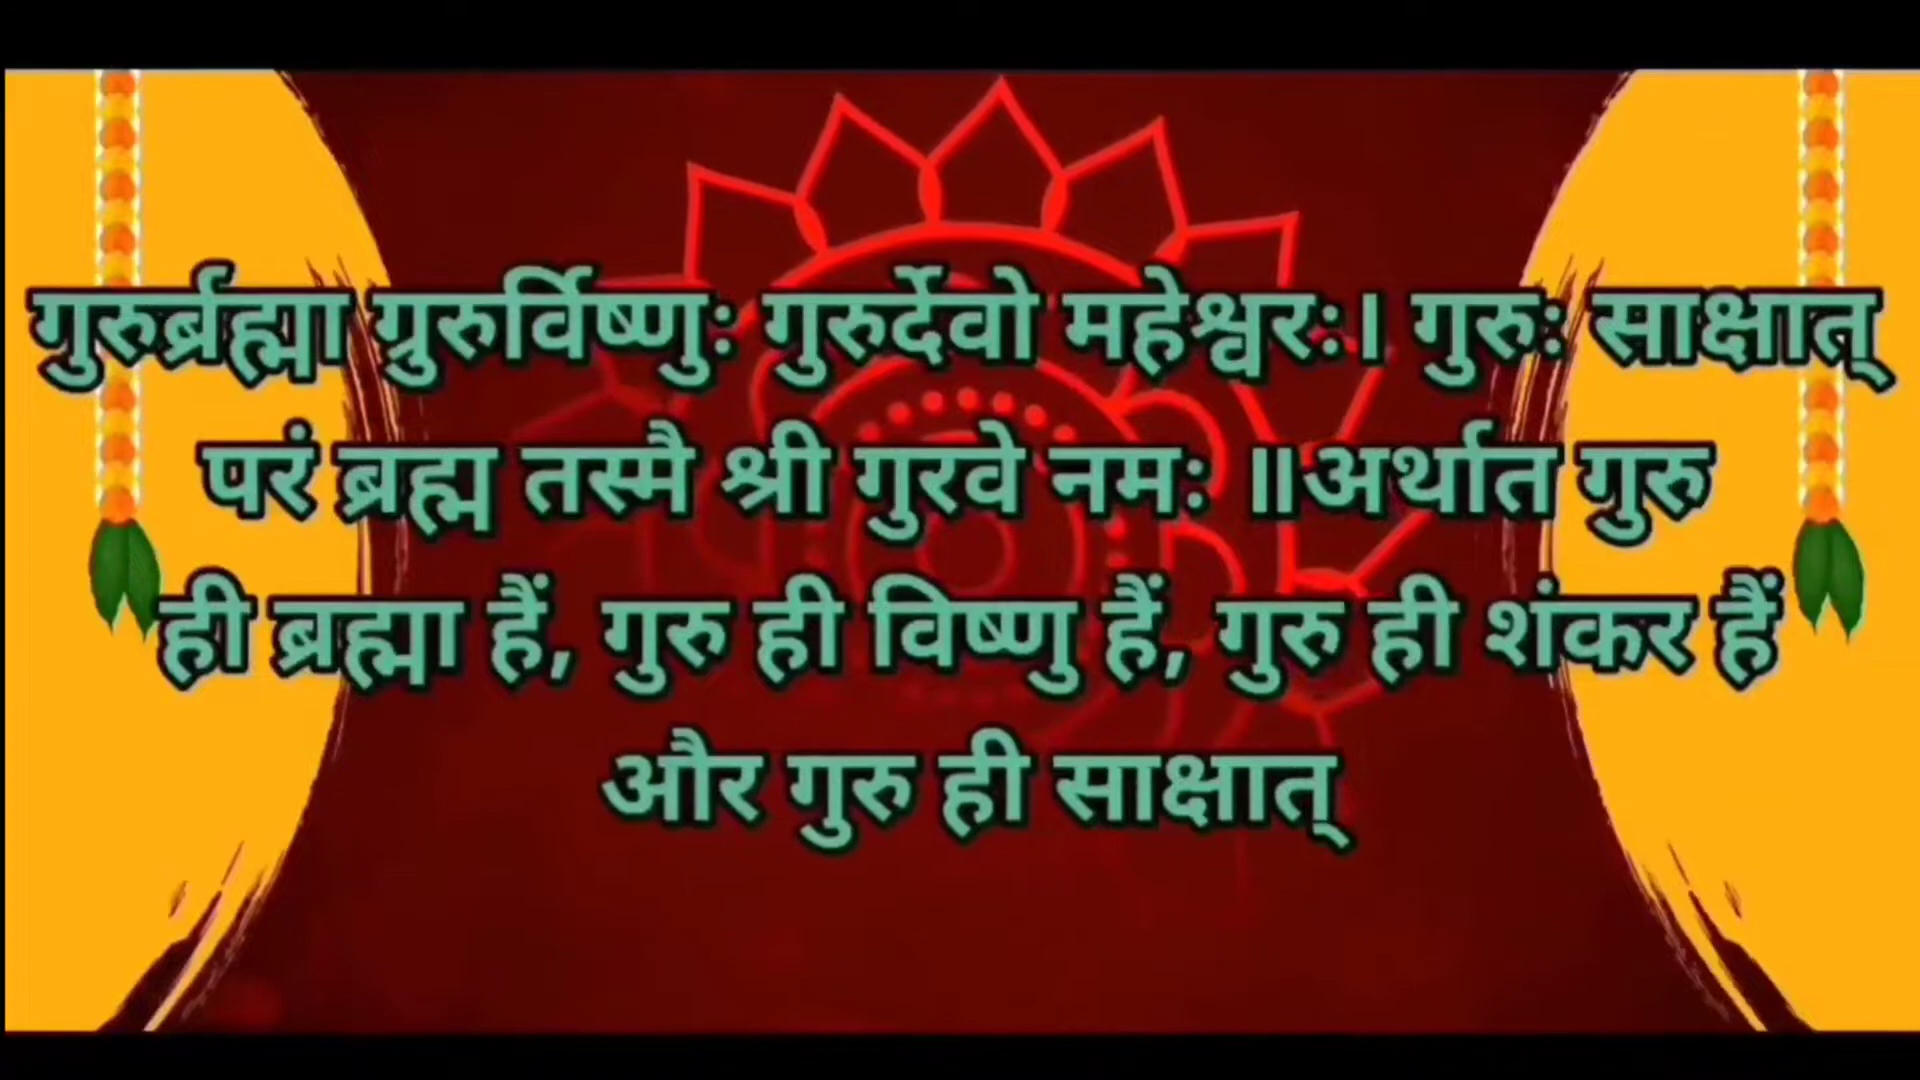 गुरुर्ब्रह्मा ग्रुरुर्विष्णुः गुरुर्देवो महेश्वरः। गुरुः साक्षात्
परं ब्रह्म तस्मै श्री गुरवे नमः ॥अर्थात गुरु
ही ब्रह्मा हैं, गुरु ही विष्णु हैं, गुरु ही शंकर हैं
और गुरु ही साक्षात्